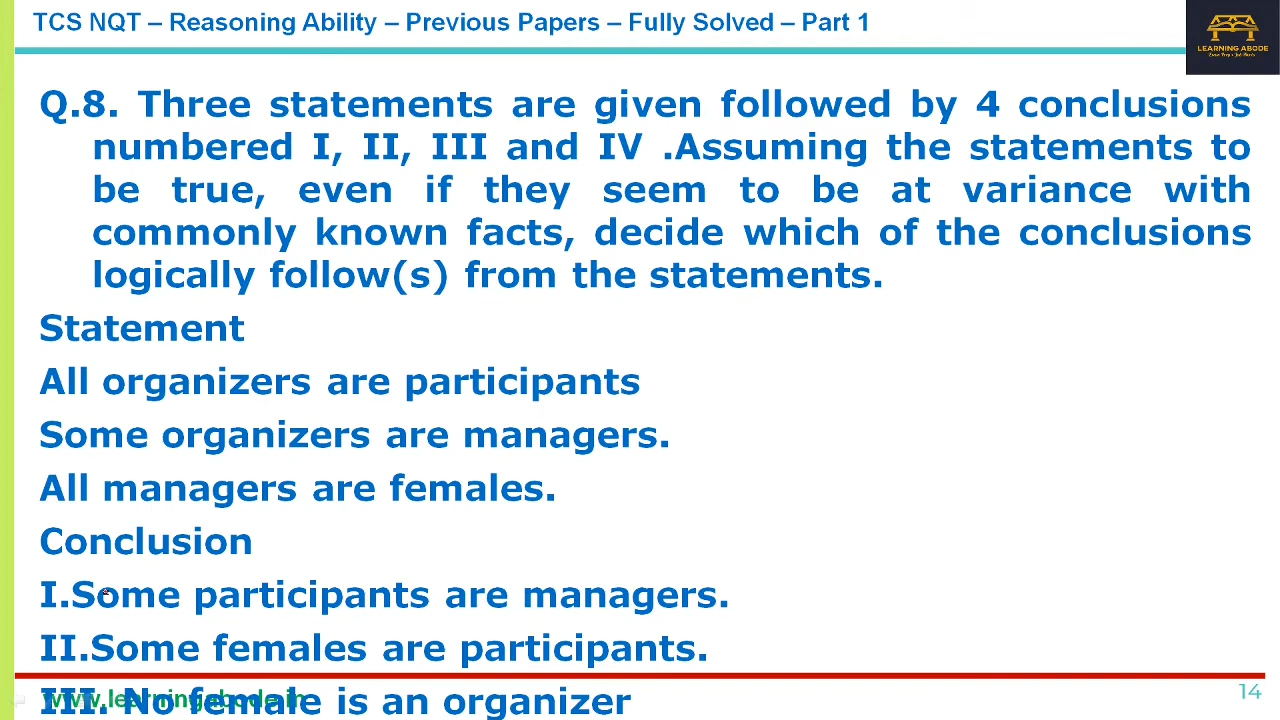 TCS NQT – Reasoning Ability – Previous Papers – Fully Solved – Part 1
LEARNING ABODE
Q.8. Three statements are given followed by 4 conclusions
numbered I, II, III and IV .Assuming the statements to
be true, even if they seem to be at variance with
commonly known facts, decide which of the conclusions
logically follow(s) from the statements.
Statement
All organizers are participants
Some organizers are managers.
All managers are females.
Conclusion
I.Some participants are managers.
II.Some females are participants.
III. No female is an organizer
www.learningabode.in
14